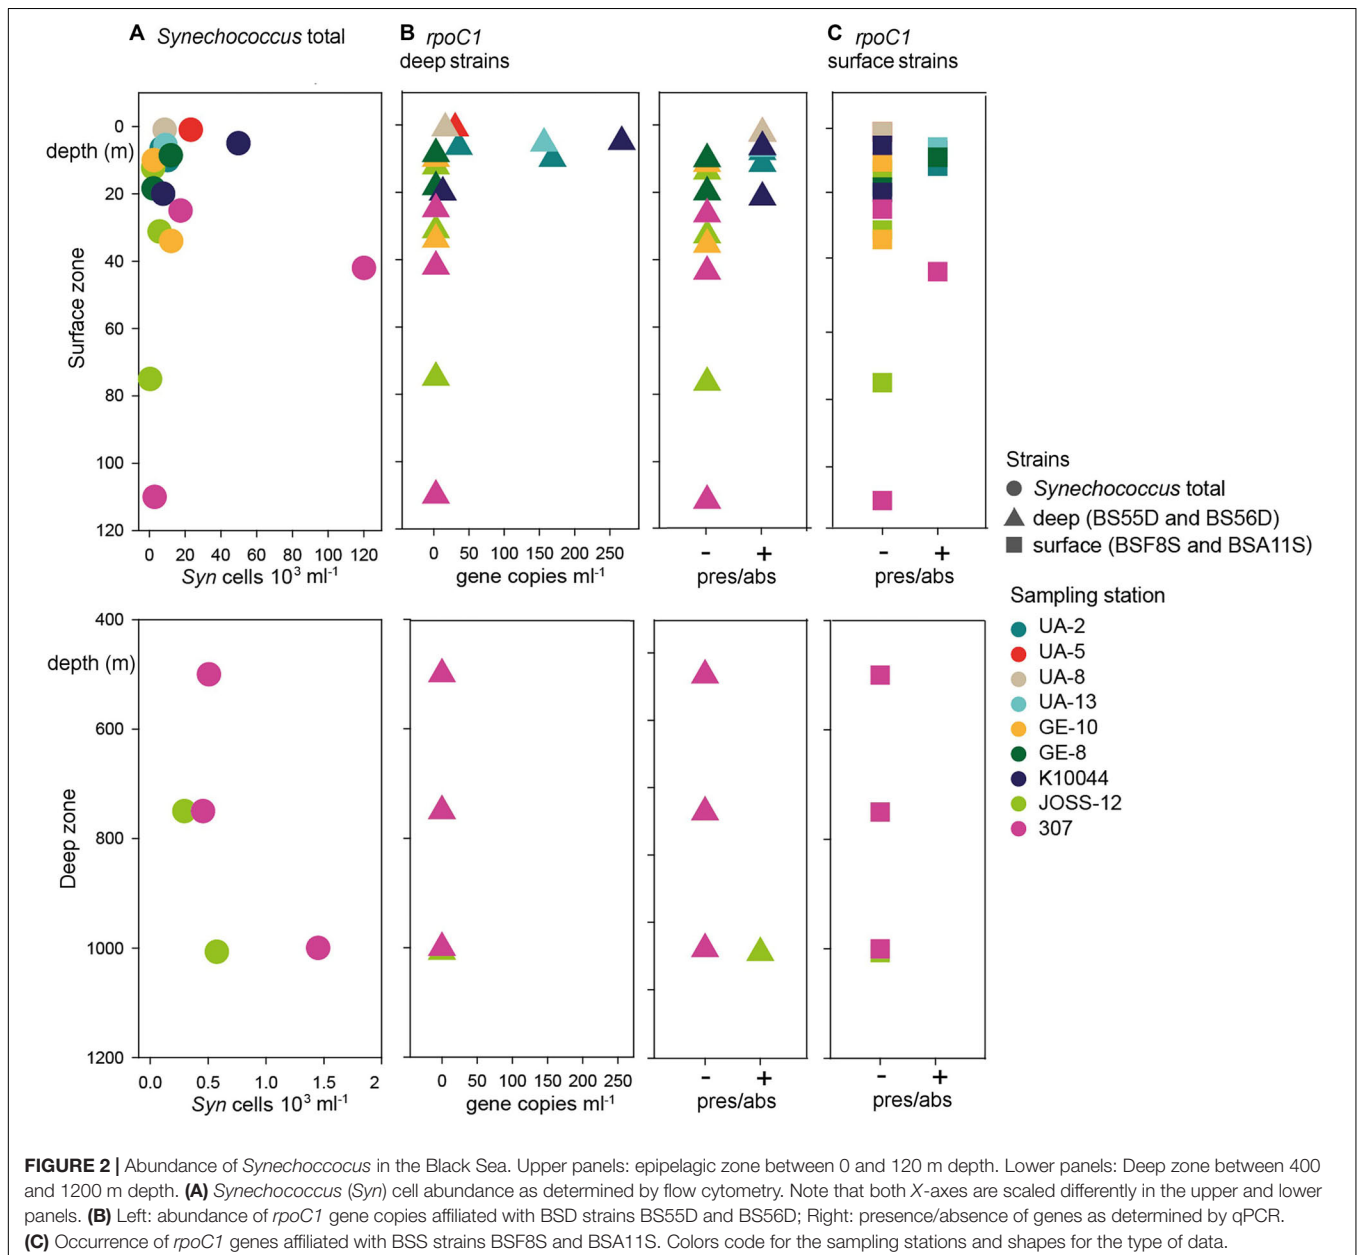 A Synechococcus total
B rpoC1
deep strains
C rpoC1
surface strains
0
depth (m)
20
40
60
80
100
120
Surface zone
0 20 40 60 80 100 120
Syn cells 10³ ml⁻¹
0 50 100 150 200 250
gene copies ml⁻¹
- +
pres/abs
- +
pres/abs
Strains
Synechococcus total
deep (BS55D and BS56D)
surface (BSF8S and BSA11S)
Sampling station
UA-2
UA-5
UA-8
UA-13
GE-10
GE-8
K10044
JOSS-12
307
400
depth (m)
600
800
1000
1200
Deep zone
0.0 0.5 1.0 1.5 2
Syn cells 10³ ml⁻¹
0 50 100 150 200 250
gene copies ml⁻¹
- +
pres/abs
- +
pres/abs
FIGURE 2 | Abundance of Synechoccocus in the Black Sea. Upper panels: epipelagic zone between 0 and 120 m depth. Lower panels: Deep zone between 400
and 1200 m depth. (A) Synechococcus (Syn) cell abundance as determined by flow cytometry. Note that both X-axes are scaled differently in the upper and lower
panels. (B) Left: abundance of rpoC1 gene copies affiliated with BSD strains BS55D and BS56D; Right: presence/absence of genes as determined by qPCR.
(C) Occurrence of rpoC1 genes affiliated with BSS strains BSF8S and BSA11S. Colors code for the sampling stations and shapes for the type of data.